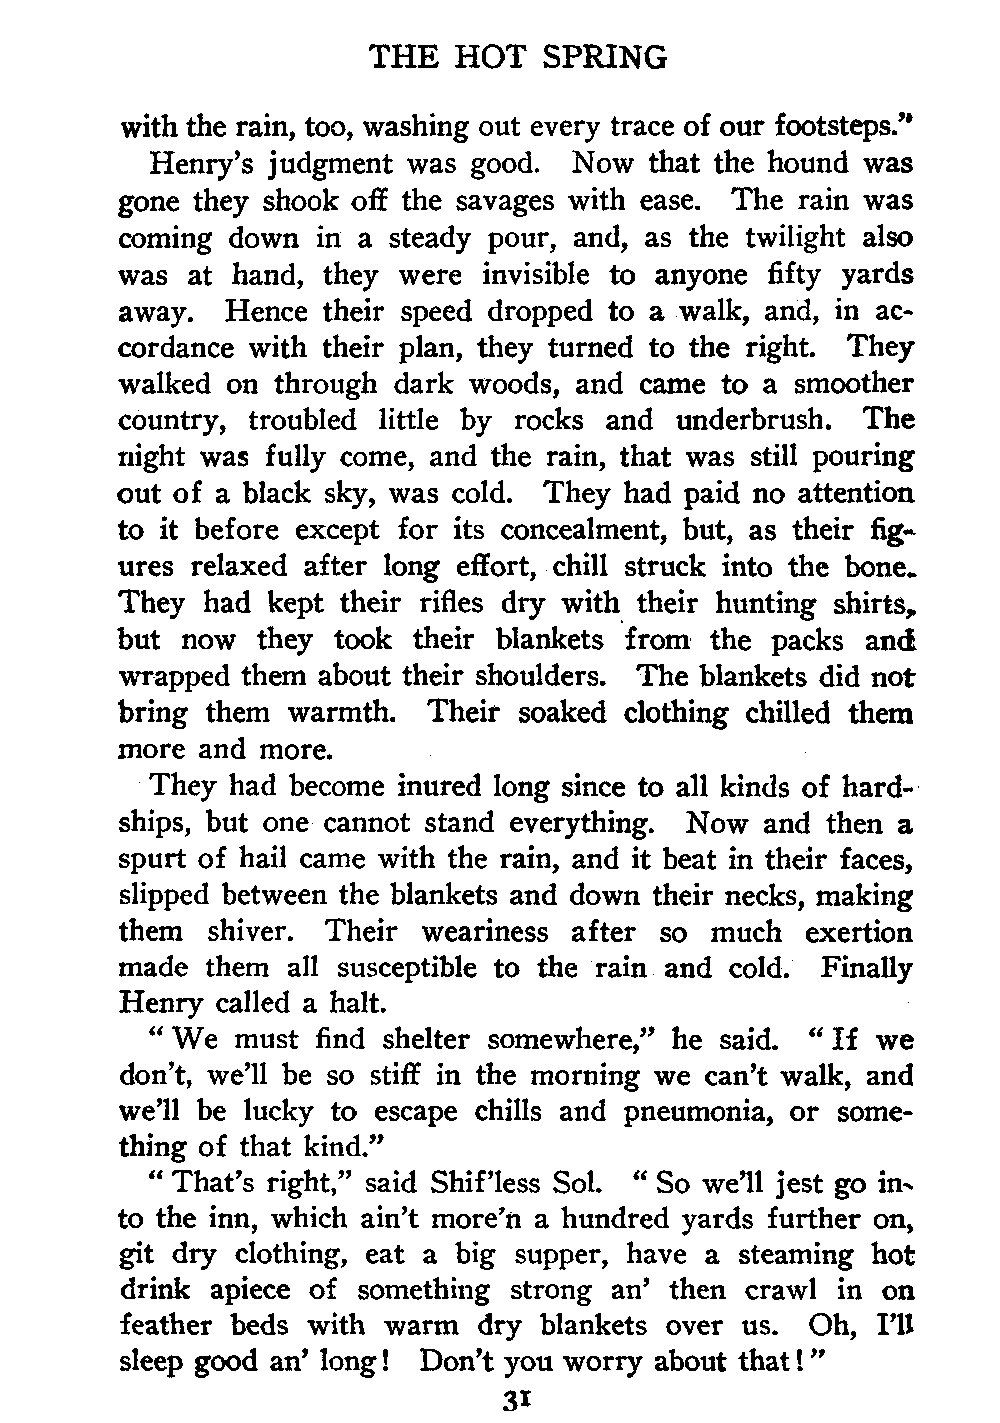 THE HOT SPRING
with the rain, too, washing out every trace of our footsteps."
Henry's judgment was good. Now that the hound was
gone they shook off the savages with ease. The rain was
coming down in a steady pour, and, as the twilight also
was at hand, they were invisible to anyone fifty yards
away. Hence their speed dropped to a walk, and, in ac-
cordance with their plan, they turned to the right. They
walked on through dark woods, and came to a smoother
country, troubled little by rocks and underbrush. The
night was fully come, and the rain, that was still pouring
out of a black sky, was cold. They had paid no attention
to it before except for its concealment, but, as their fig-
ures relaxed after long effort, chill struck into the bone.
They had kept their rifles dry with their hunting shirts,
but now they took their blankets from the packs and
wrapped them about their shoulders. The blankets did not
bring them warmth. Their soaked clothing chilled them
more and more.
They had become inured long since to all kinds of hard-
ships, but one cannot stand everything. Now and then a
spurt of hail came with the rain, and it beat in their faces,
slipped between the blankets and down their necks, making
them shiver. Their weariness after so much exertion
made them all susceptible to the rain and cold. Finally
Henry called a halt.
"We must find shelter somewhere," he said. "If we
don't, we'll be so stiff in the morning we can't walk, and
we'll be lucky to escape chills and pneumonia, or some-
thing of that kind."
"That's right," said Shif'less Sol. "So we'll jest go in-
to the inn, which ain't more'n a hundred yards further on,
git dry clothing, eat a big supper, have a steaming hot
drink apiece of something strong an' then crawl in on
feather beds with warm dry blankets over us. Oh, I'll
sleep good an' long! Don't you worry about that!"
31